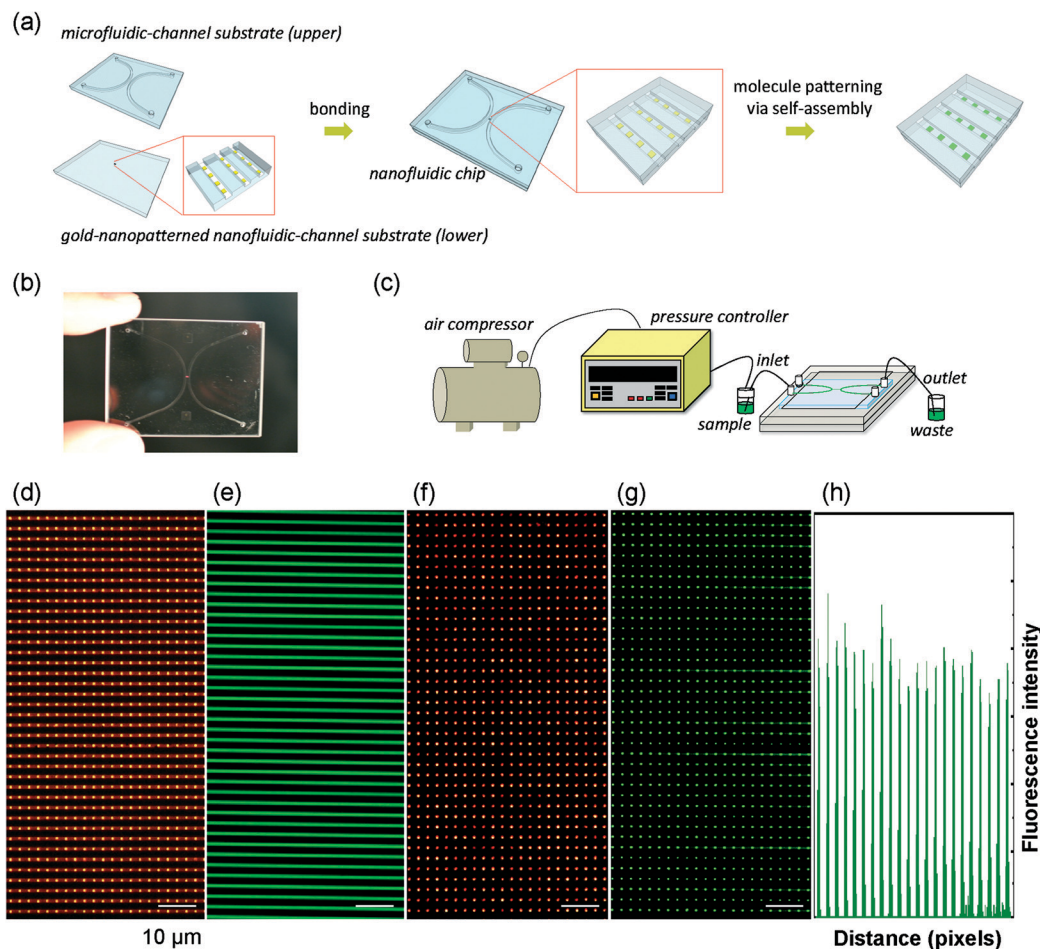 (a)
microfluidic-channel substrate (upper)
bonding
molecule patterning
via self-assembly
nanofluidic chip
gold-nanopatterned nanofluidic-channel substrate (lower)
(b)
(c)
air compressor
pressure controller
inlet
outlet
sample
waste
(d)
(e)
(f)
(g)
(h)
Fluorescence intensity
10 µm
Distance (pixels)